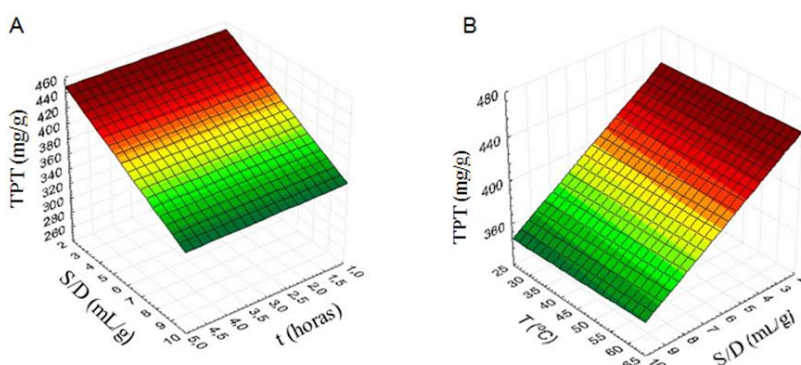 A
460
440
420
400
380
360
340
320
300
280
260
TPT (mg/g)
2 3 4 5 6 7 8 9 10
S/D (mL/g)
5,0 4,5 4,0 3,5 3,0 2,5 2,0 1,5 1,0
t (horas)
B
480
440
400
360
TPT (mg/g)
25 30 35 40 45 50 55 60 65
T (°C)
10 9 8 7 6 5 4 3
S/D (mL/g)